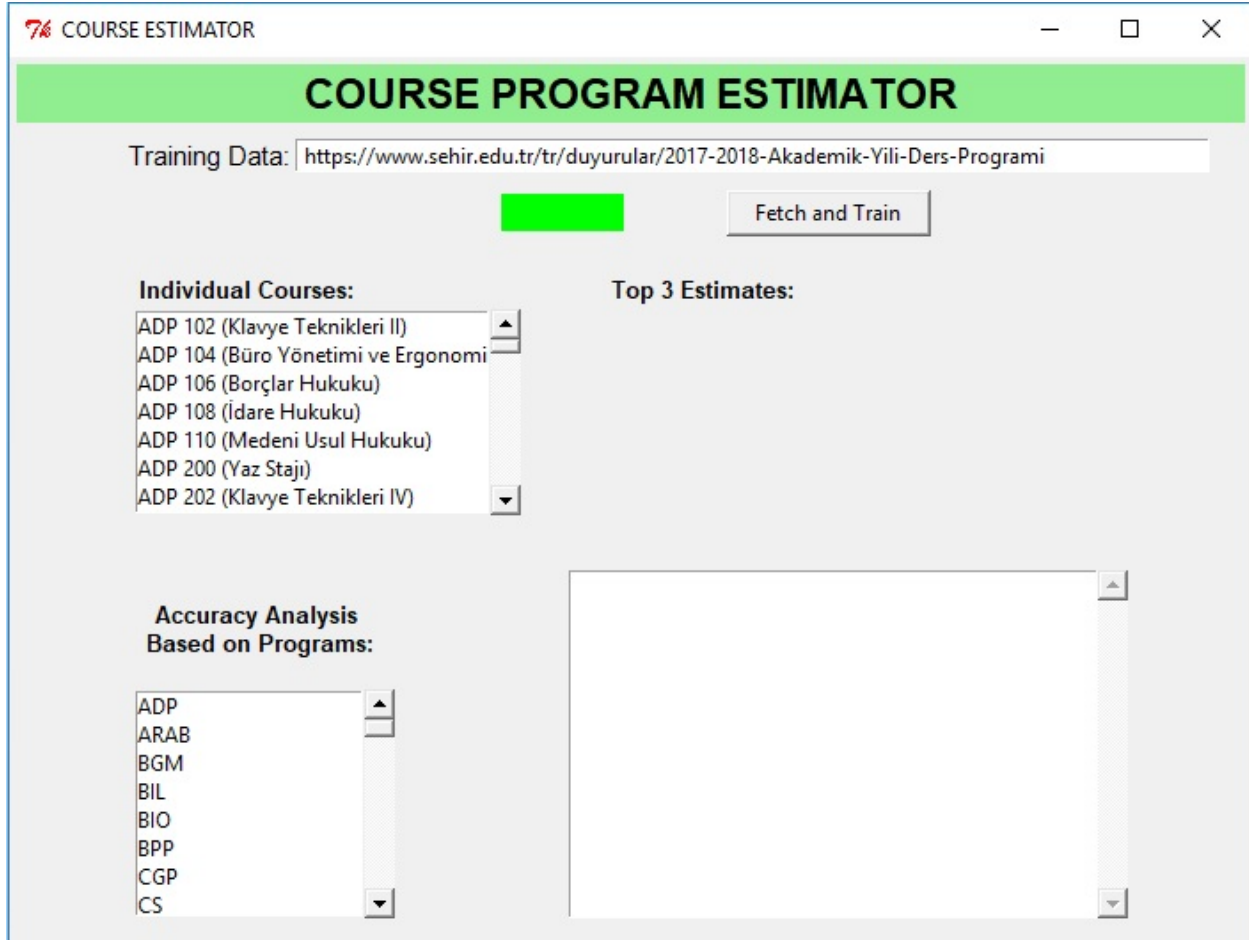 COURSE ESTIMATOR
COURSE PROGRAM ESTIMATOR
Training Data: https://www.sehir.edu.tr/tr/duyurular/2017-2018-Akademik-Yili-Ders-Programi
Fetch and Train
Individual Courses:
ADP 102 (Klavye Teknikleri II)
ADP 104 (Büro Yönetimi ve Ergonomi
ADP 106 (Borçlar Hukuku)
ADP 108 (İdare Hukuku)
ADP 110 (Medeni Usul Hukuku)
ADP 200 (Yaz Stajı)
ADP 202 (Klavye Teknikleri IV)
Top 3 Estimates:
Accuracy Analysis
Based on Programs:
ADP
ARAB
BGM
BIL
BIO
BPP
CGP
CS